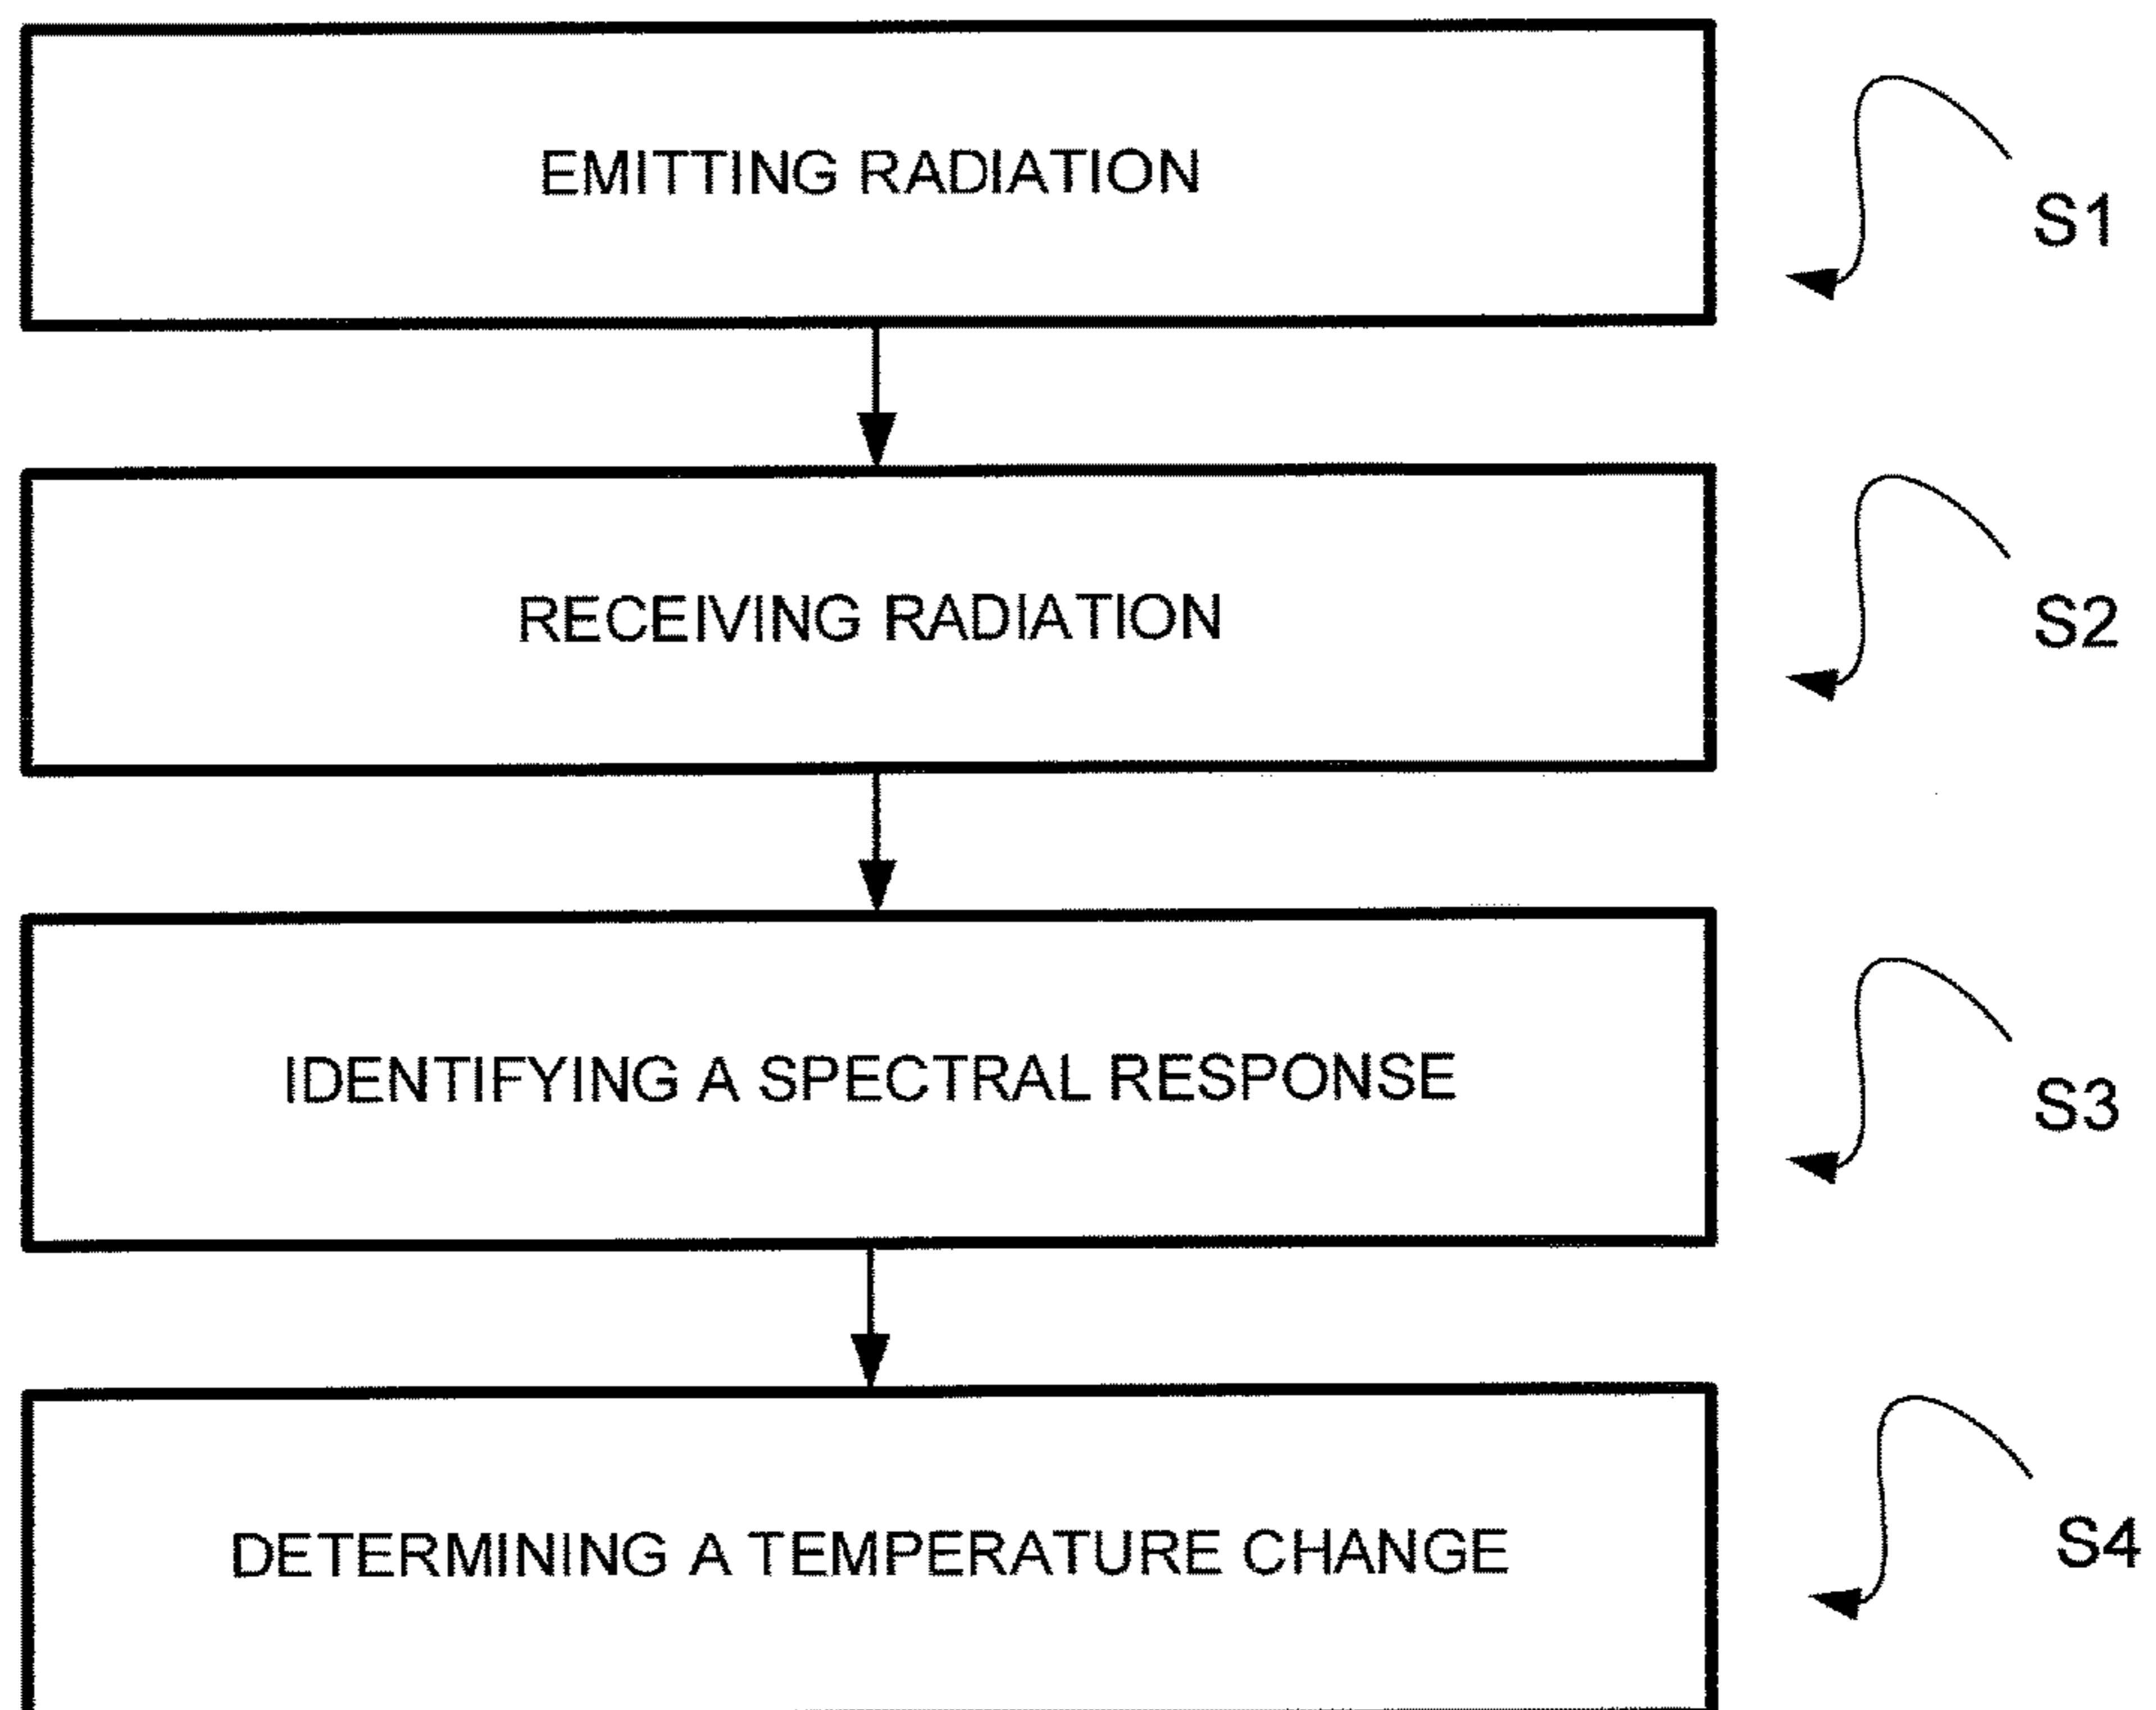 EMITTING RADIATION
S1
RECEIVING RADIATION
S2
IDENTIFYING A SPECTRAL RESPONSE
S3
DETERMINING A TEMPERATURE CHANGE
S4